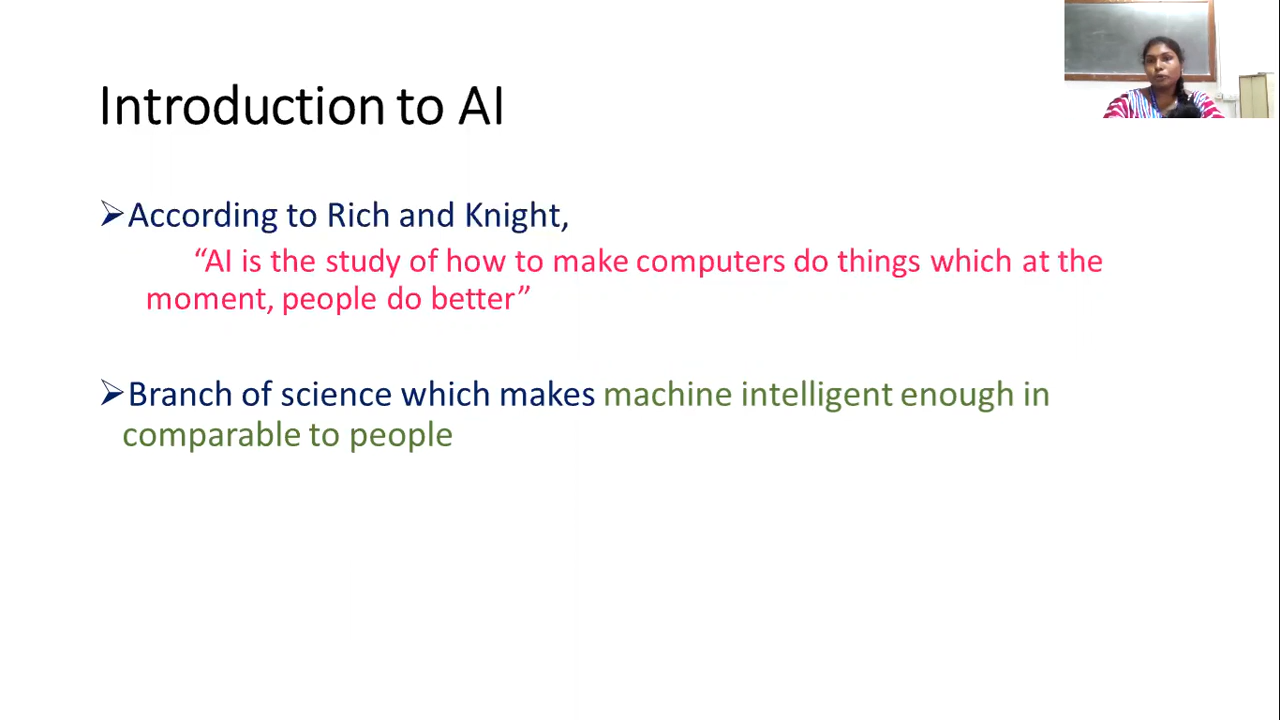 Introduction to AI
➢According to Rich and Knight,
“AI is the study of how to make computers do things which at the
moment, people do better”
➢Branch of science which makes machine intelligent enough in
comparable to people